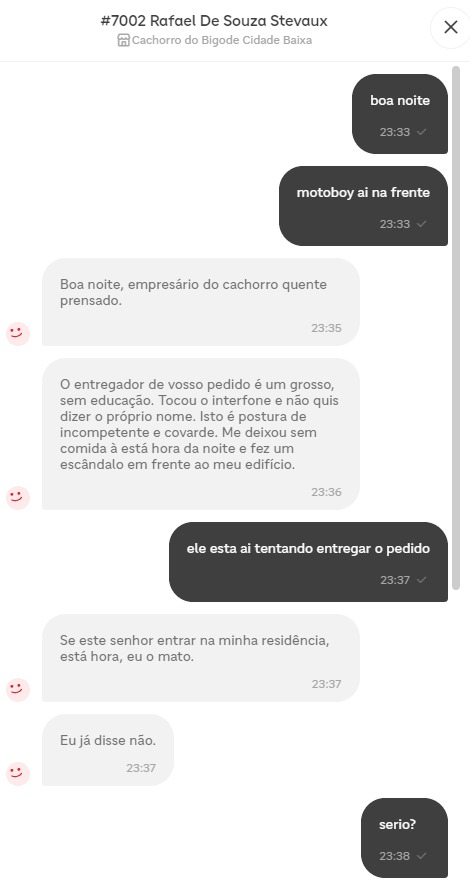 #7002 Rafael De Souza Stevaux
Cachorro do Bigode Cidade Baixa
boa noite
23:33
motoboy ai na frente
23:33
Boa noite, empresário do cachorro quente
prensado.
23:35
O entregador de vosso pedido é um grosso,
sem educação. Tocou o interfone e não quis
dizer o próprio nome. Isto é postura de
incompetente e covarde. Me deixou sem
comida à está hora da noite e fez um
escândalo em frente ao meu edifício.
23:36
ele esta ai tentando entregar o pedido
23:37
Se este senhor entrar na minha residência,
está hora, eu o mato.
23:37
Eu já disse não.
23:37
serio?
23:38